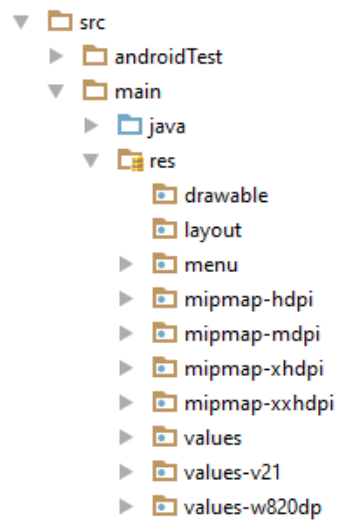 src
androidTest
main
java
res
drawable
layout
menu
mipmap-hdpi
mipmap-mdpi
mipmap-xhdpi
mipmap-xxhdpi
values
values-v21
values-w820dp